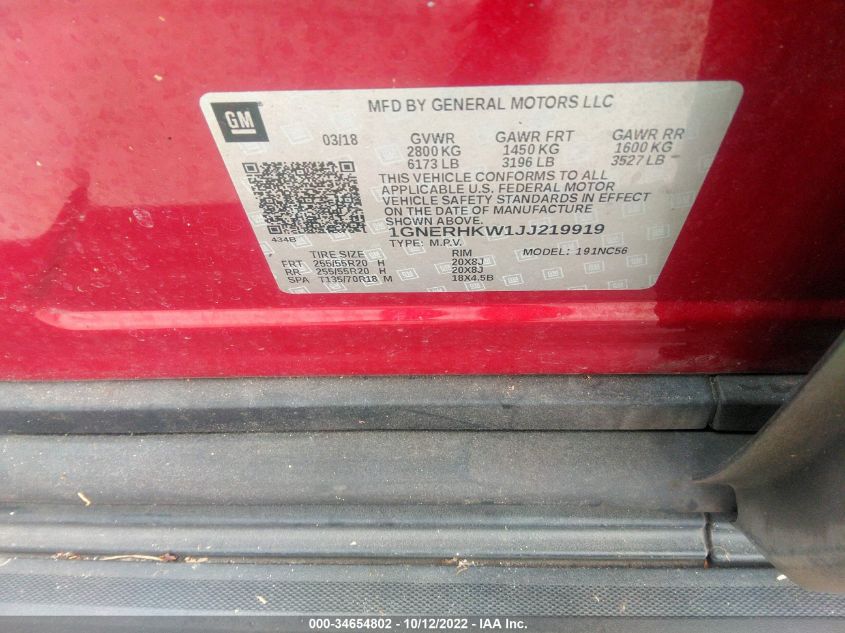 GM
MFD BY GENERAL MOTORS LLC
03/18 GVWR GAWR FRT GAWR RR
2800 KG 1450 KG 1600 KG
6173 LB 3196 LB 3527 LB
THIS VEHICLE CONFORMS TO ALL
APPLICABLE U.S. FEDERAL MOTOR
VEHICLE SAFETY STANDARDS IN EFFECT
ON THE DATE OF MANUFACTURE
SHOWN ABOVE.
434B 1GNERHKW1JJ219919
TYPE: M.P.V. MODEL: 191NC56
TIRE SIZE RIM
FRT 255/55R20 H 20X8J
RR 255/55R20 H 20X8J
SPA T135/70R18 M 18X4.5B
000-34654802 - 10/12/2022 - IAA Inc.